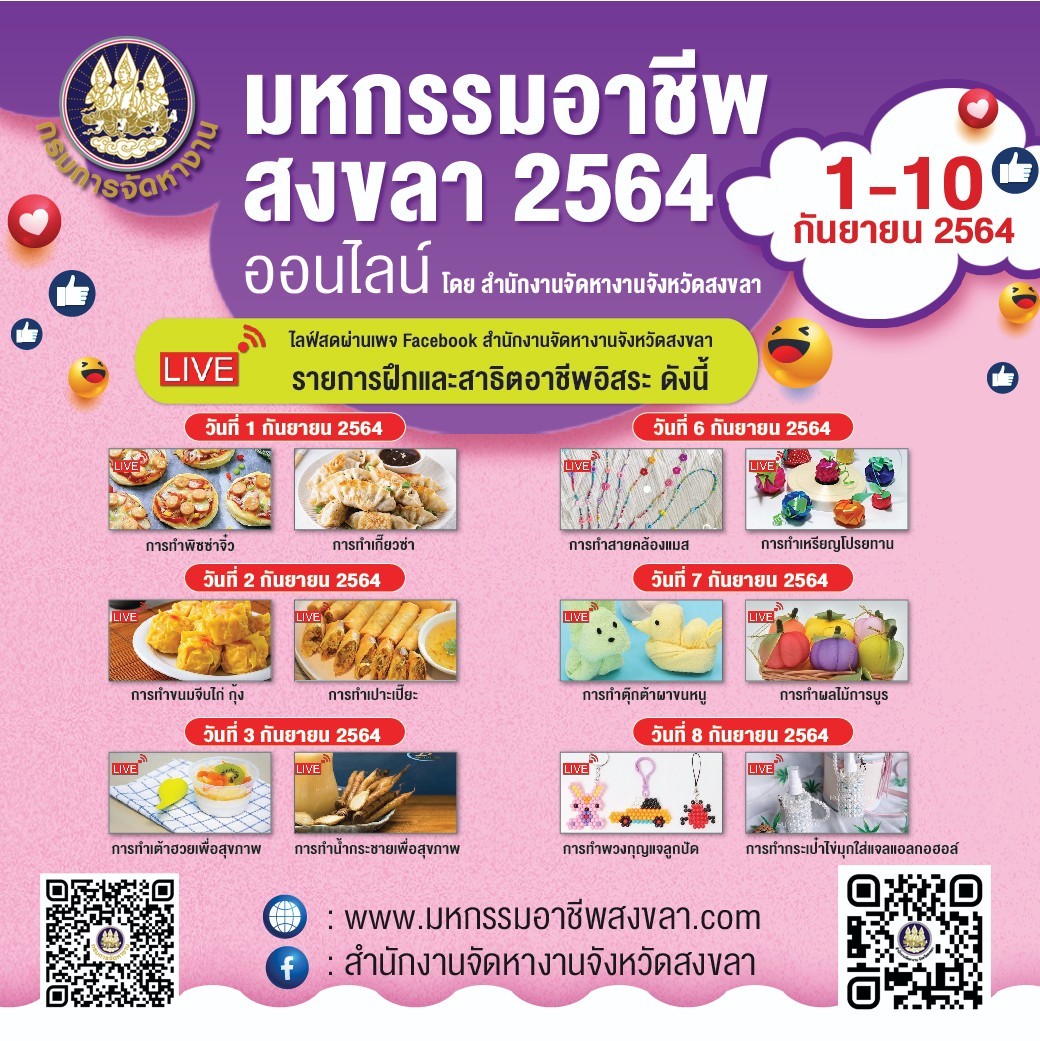 กรมการจัดหางาน
มหกรรมอาชีพ
สงขลา 2564
ออนไลน์ โดย สำนักงานจัดหางานจังหวัดสงขลา
1-10
กันยายน 2564
LIVE
ไลฟ์สดผ่านเพจ Facebook สำนักงานจัดหางานจังหวัดสงขลา
รายการฝึกและสาธิตอาชีพอิสระ ดังนี้
วันที่ 1 กันยายน 2564
LIVE
LIVE
การทำพิซซ่าจิ๋ว
การทำเกี๊ยวซ่า
วันที่ 2 กันยายน 2564
LIVE
LIVE
การทำขนมจีบไก่ กุ้ง
การทำเปาะเปี๊ยะ
วันที่ 3 กันยายน 2564
LIVE
LIVE
การทำเต้าฮวยเพื่อสุขภาพ
การทำน้ำกระชายเพื่อสุขภาพ
วันที่ 6 กันยายน 2564
LIVE
LIVE
การทำสายคล้องแมส
การทำเหรียญโปรยทาน
วันที่ 7 กันยายน 2564
LIVE
LIVE
การทำตุ๊กต้าผาขนหนู
การทำผลไม้การบูร
วันที่ 8 กันยายน 2564
LIVE
LIVE
การทำพวงกุญแจลูกปัด
การทำกระเป๋าไข่มุกใส่แจลแอลกอฮอล์
: www.มหกรรมอาชีพสงขลา.com
: สำนักงานจัดหางานจังหวัดสงขลา